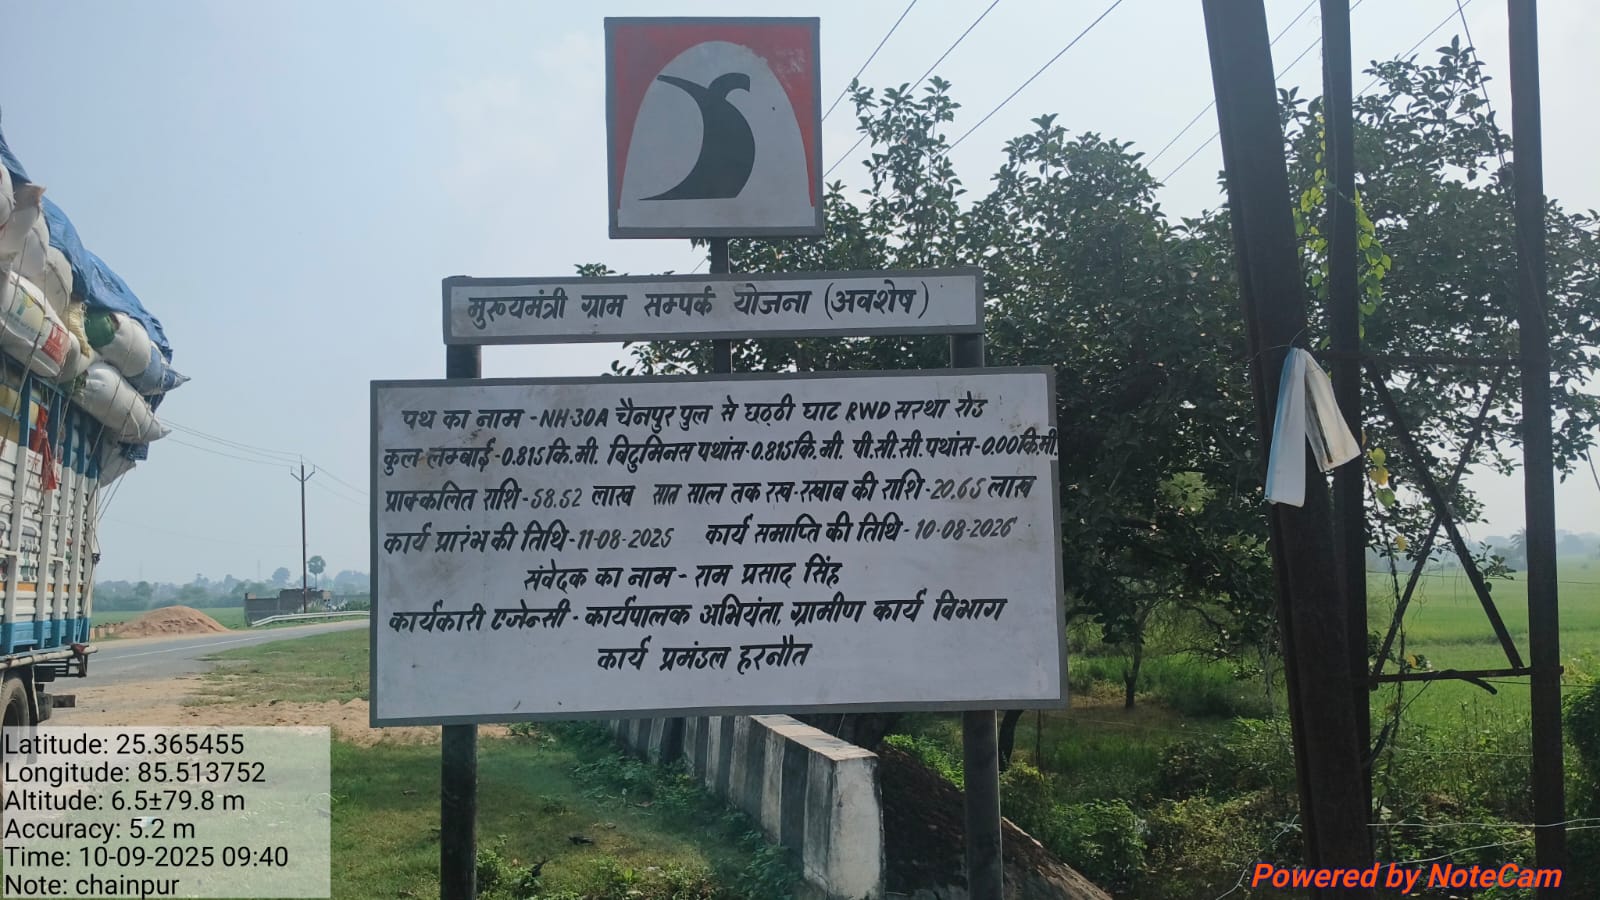 मुख्यमंत्री ग्राम सम्पर्क योजना (अवशेष)
पथ का नाम - NH-30A चैनपुर पुल से छठ्ठी घाट RWD सरथा रोड
कुल लम्बाई - 0.815 कि.मी. बिटुमिनस पथांस - 0.815 कि.मी. पी.सी.सी. पथांस - 0.00 कि.मी.
प्राक्कलित राशि - 58.52 लाख सात साल तक रख-रखाब की राशि - 20.65 लाख
कार्य प्रारंभ की तिथि - 11-08-2025 कार्य समाप्ति की तिथि - 10-08-2026
संवेदक का नाम - राम प्रसाद सिंह
कार्यकारी एजेन्सी - कार्यपालक अभियंता, ग्रामीण कार्य विभाग
कार्य प्रमंडल हरनौत
Latitude: 25.365455
Longitude: 85.513752
Altitude: 6.5±79.8 m
Accuracy: 5.2 m
Time: 10-09-2025 09:40
Note: chainpur
Powered by NoteCam